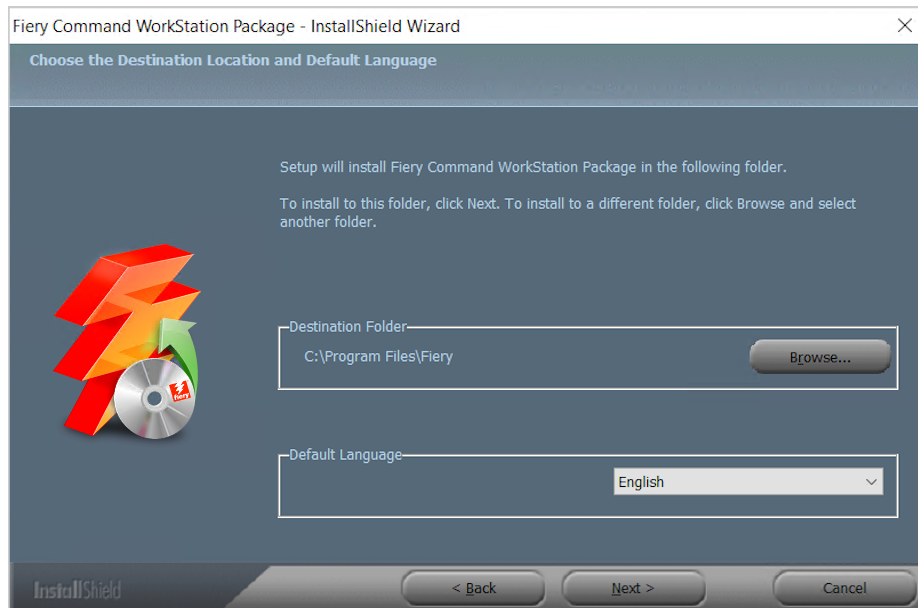 Fiery Command WorkStation Package - InstallShield Wizard
Choose the Destination Location and Default Language
Setup will install Fiery Command WorkStation Package in the following folder.
To install to this folder, click Next. To install to a different folder, click Browse and select
another folder.
Destination Folder
C:\Program Files\Fiery
Browse...
fiery
Default Language
English
InstallShield
< Back
Next >
Cancel